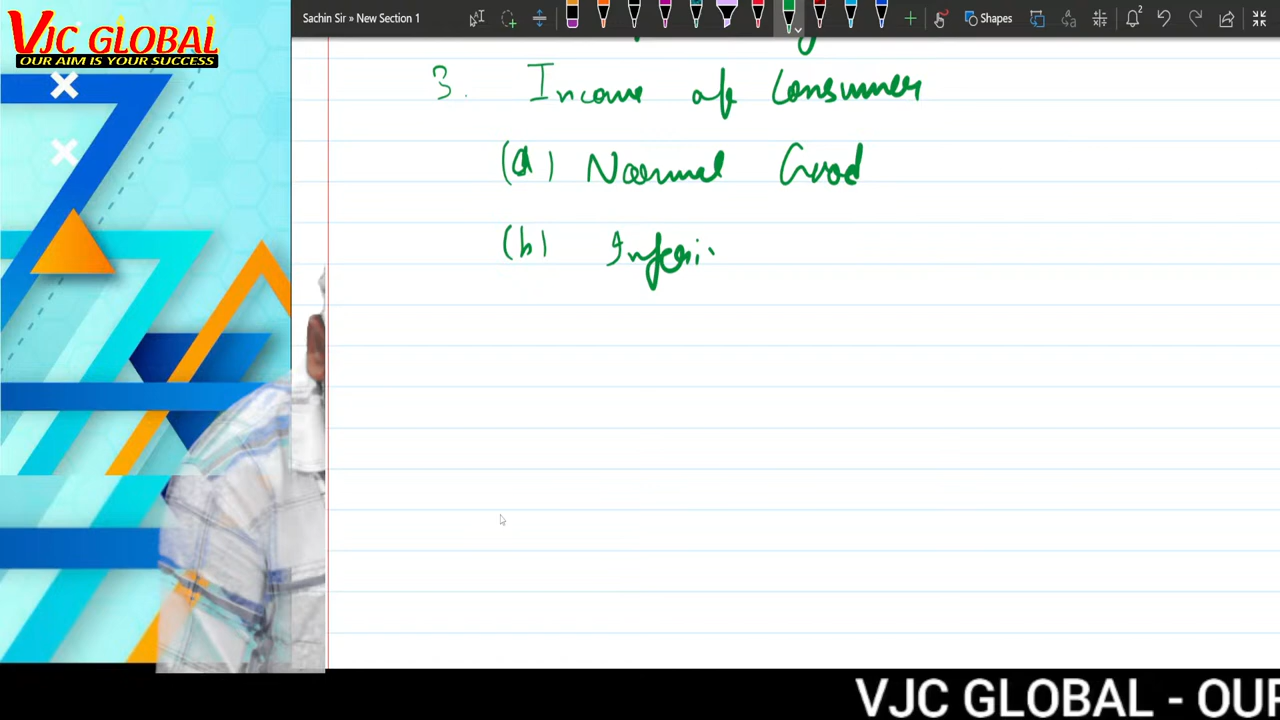 VJC GLOBAL
OUR AIM IS YOUR SUCCESS
Sachin Sir » New Section 1
Shapes
3. Income of Consumer
(a) Normal Good
(b) Inferi
VJC GLOBAL - OUR